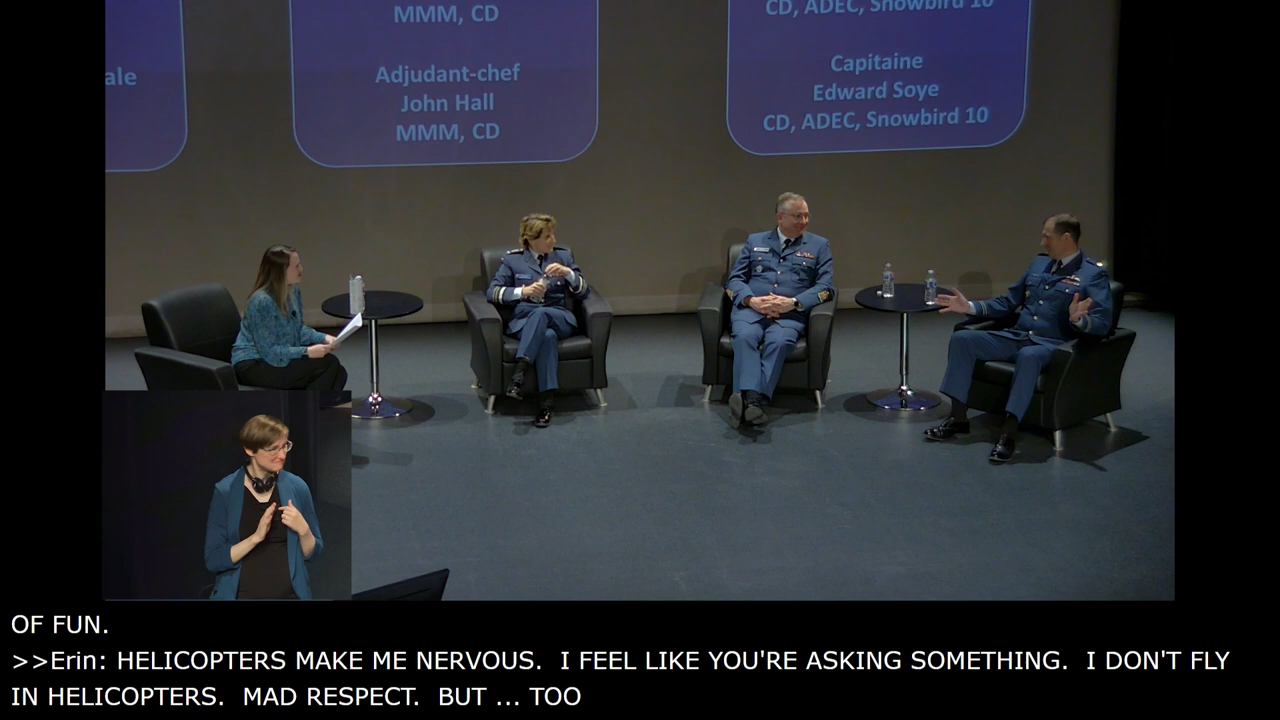 MMM, CD
CD, ADEC, Snowbird 10
ale
Adjudant-chef
John Hall
MMM, CD
Capitaine
Edward Soye
CD, ADEC, Snowbird 10
OF FUN.
>>Erin: HELICOPTERS MAKE ME NERVOUS.  I FEEL LIKE YOU'RE ASKING SOMETHING.  I DON'T FLY
IN HELICOPTERS.  MAD RESPECT.  BUT ... TOO